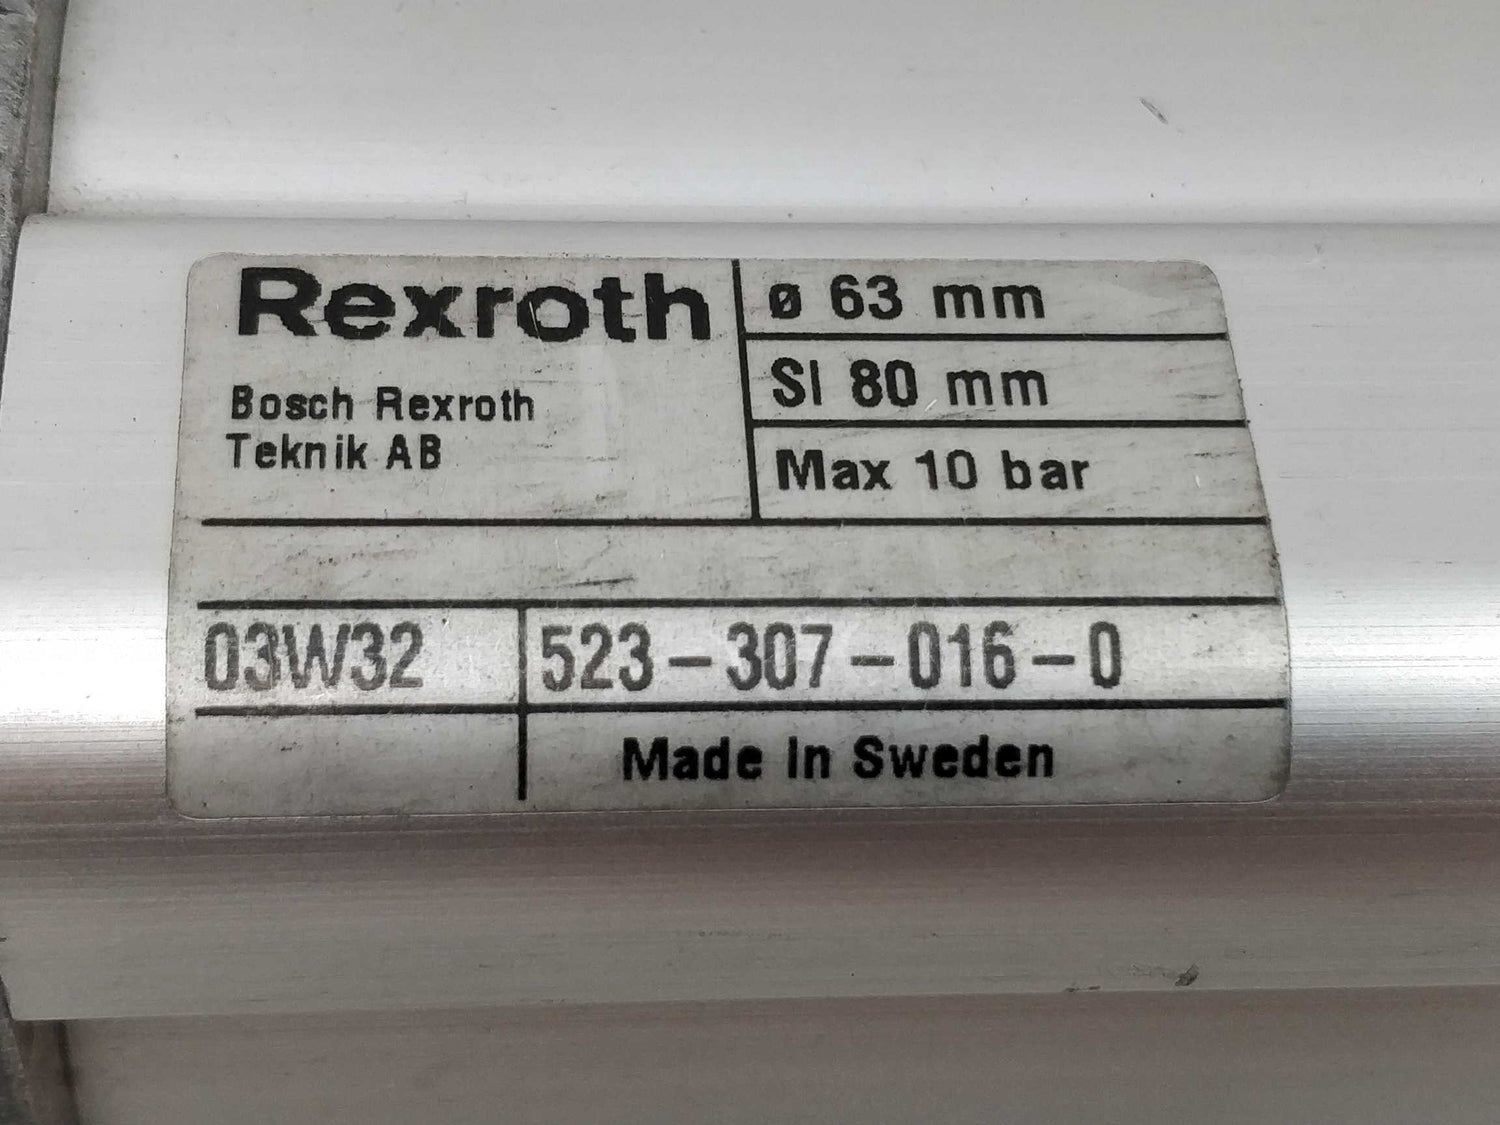 Rexroth
Bosch Rexroth
Teknik AB
ø 63 mm
Sl 80 mm
Max 10 bar
03W32
523-307-016-0
Made in Sweden